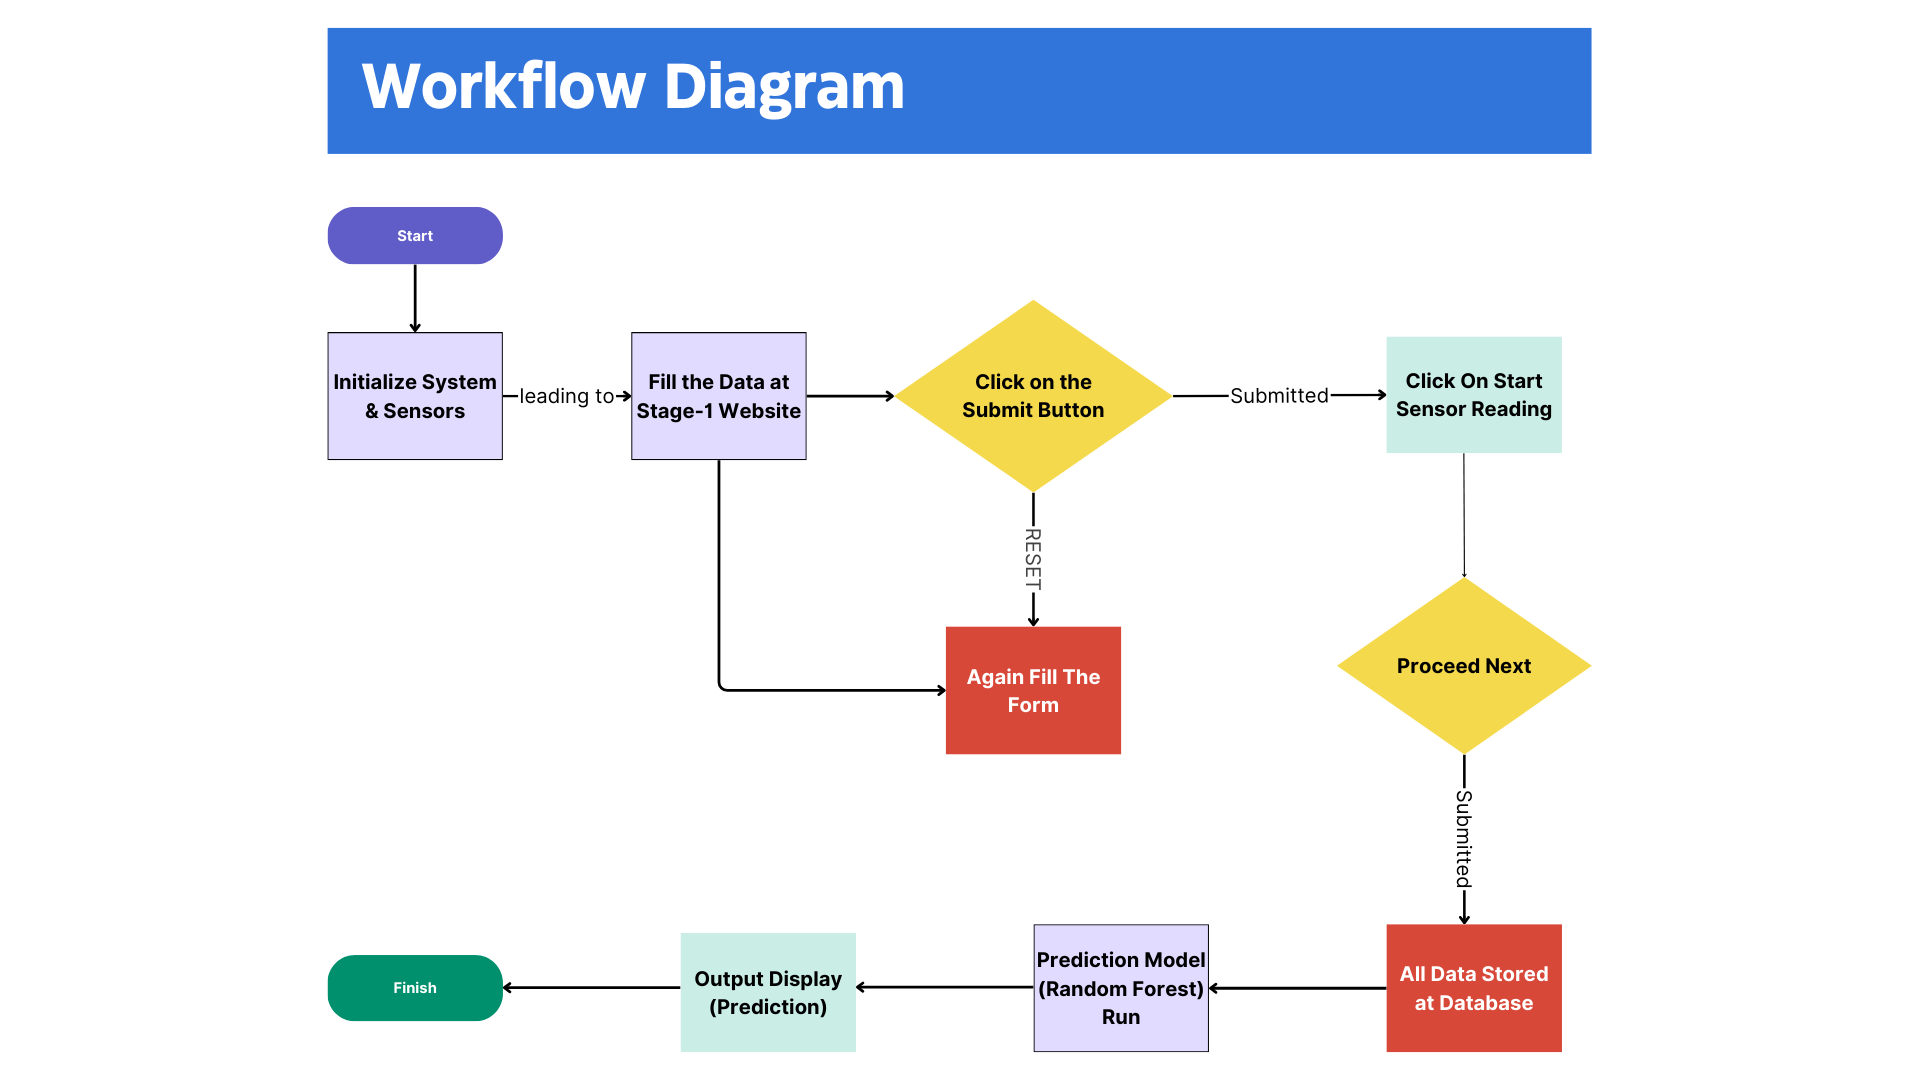 Workflow Diagram
Start
Initialize System
& Sensors
leading to
Fill the Data at
Stage-1 Website
Click on the
Submit Button
Submitted
Click On Start
Sensor Reading
RESET
Again Fill The
Form
Proceed Next
Submitted
All Data Stored
at Database
Prediction Model
(Random Forest)
Run
Output Display
(Prediction)
Finish